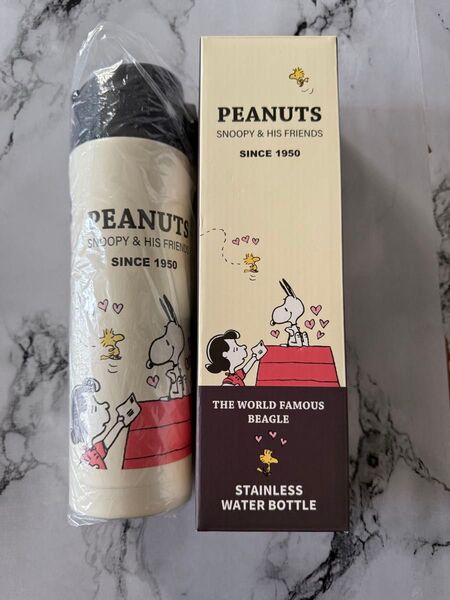 PEANUTS
SNOOPY & HIS FRIENDS
SINCE 1950
PEANUTS
SNOOPY & HIS FRIENDS
SINCE 1950
THE WORLD FAMOUS
BEAGLE
STAINLESS
WATER BOTTLE